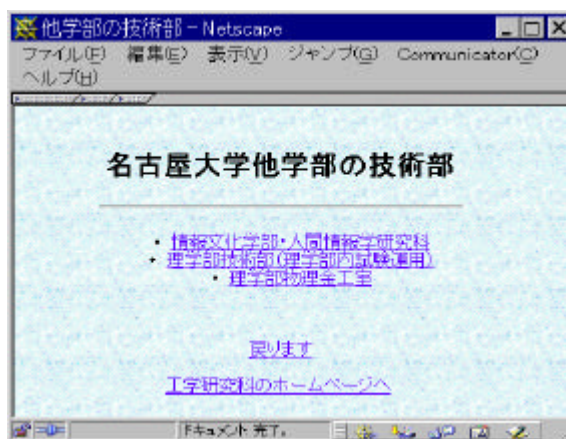 他学部の技術部 - Netscape
ファイル(F) 編集(E) 表示(V) ジャンプ(G) Communicator(C)
ヘルプ(H)
名古屋大学他学部の技術部
・情報文化学部・人間情報学研究科
・理学部技術部(理学部内試験運用)
・理学部物理金工室
戻ります
工学研究科のホームページへ
ドキュメント完了。